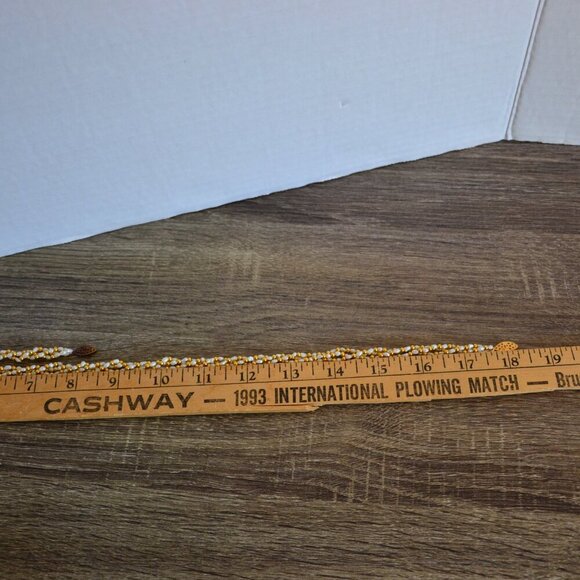 7 8 9 10 11 12 13 14 15 16 17 18 19
CASHWAY — 1993 INTERNATIONAL PLOWING MATCH — Bru